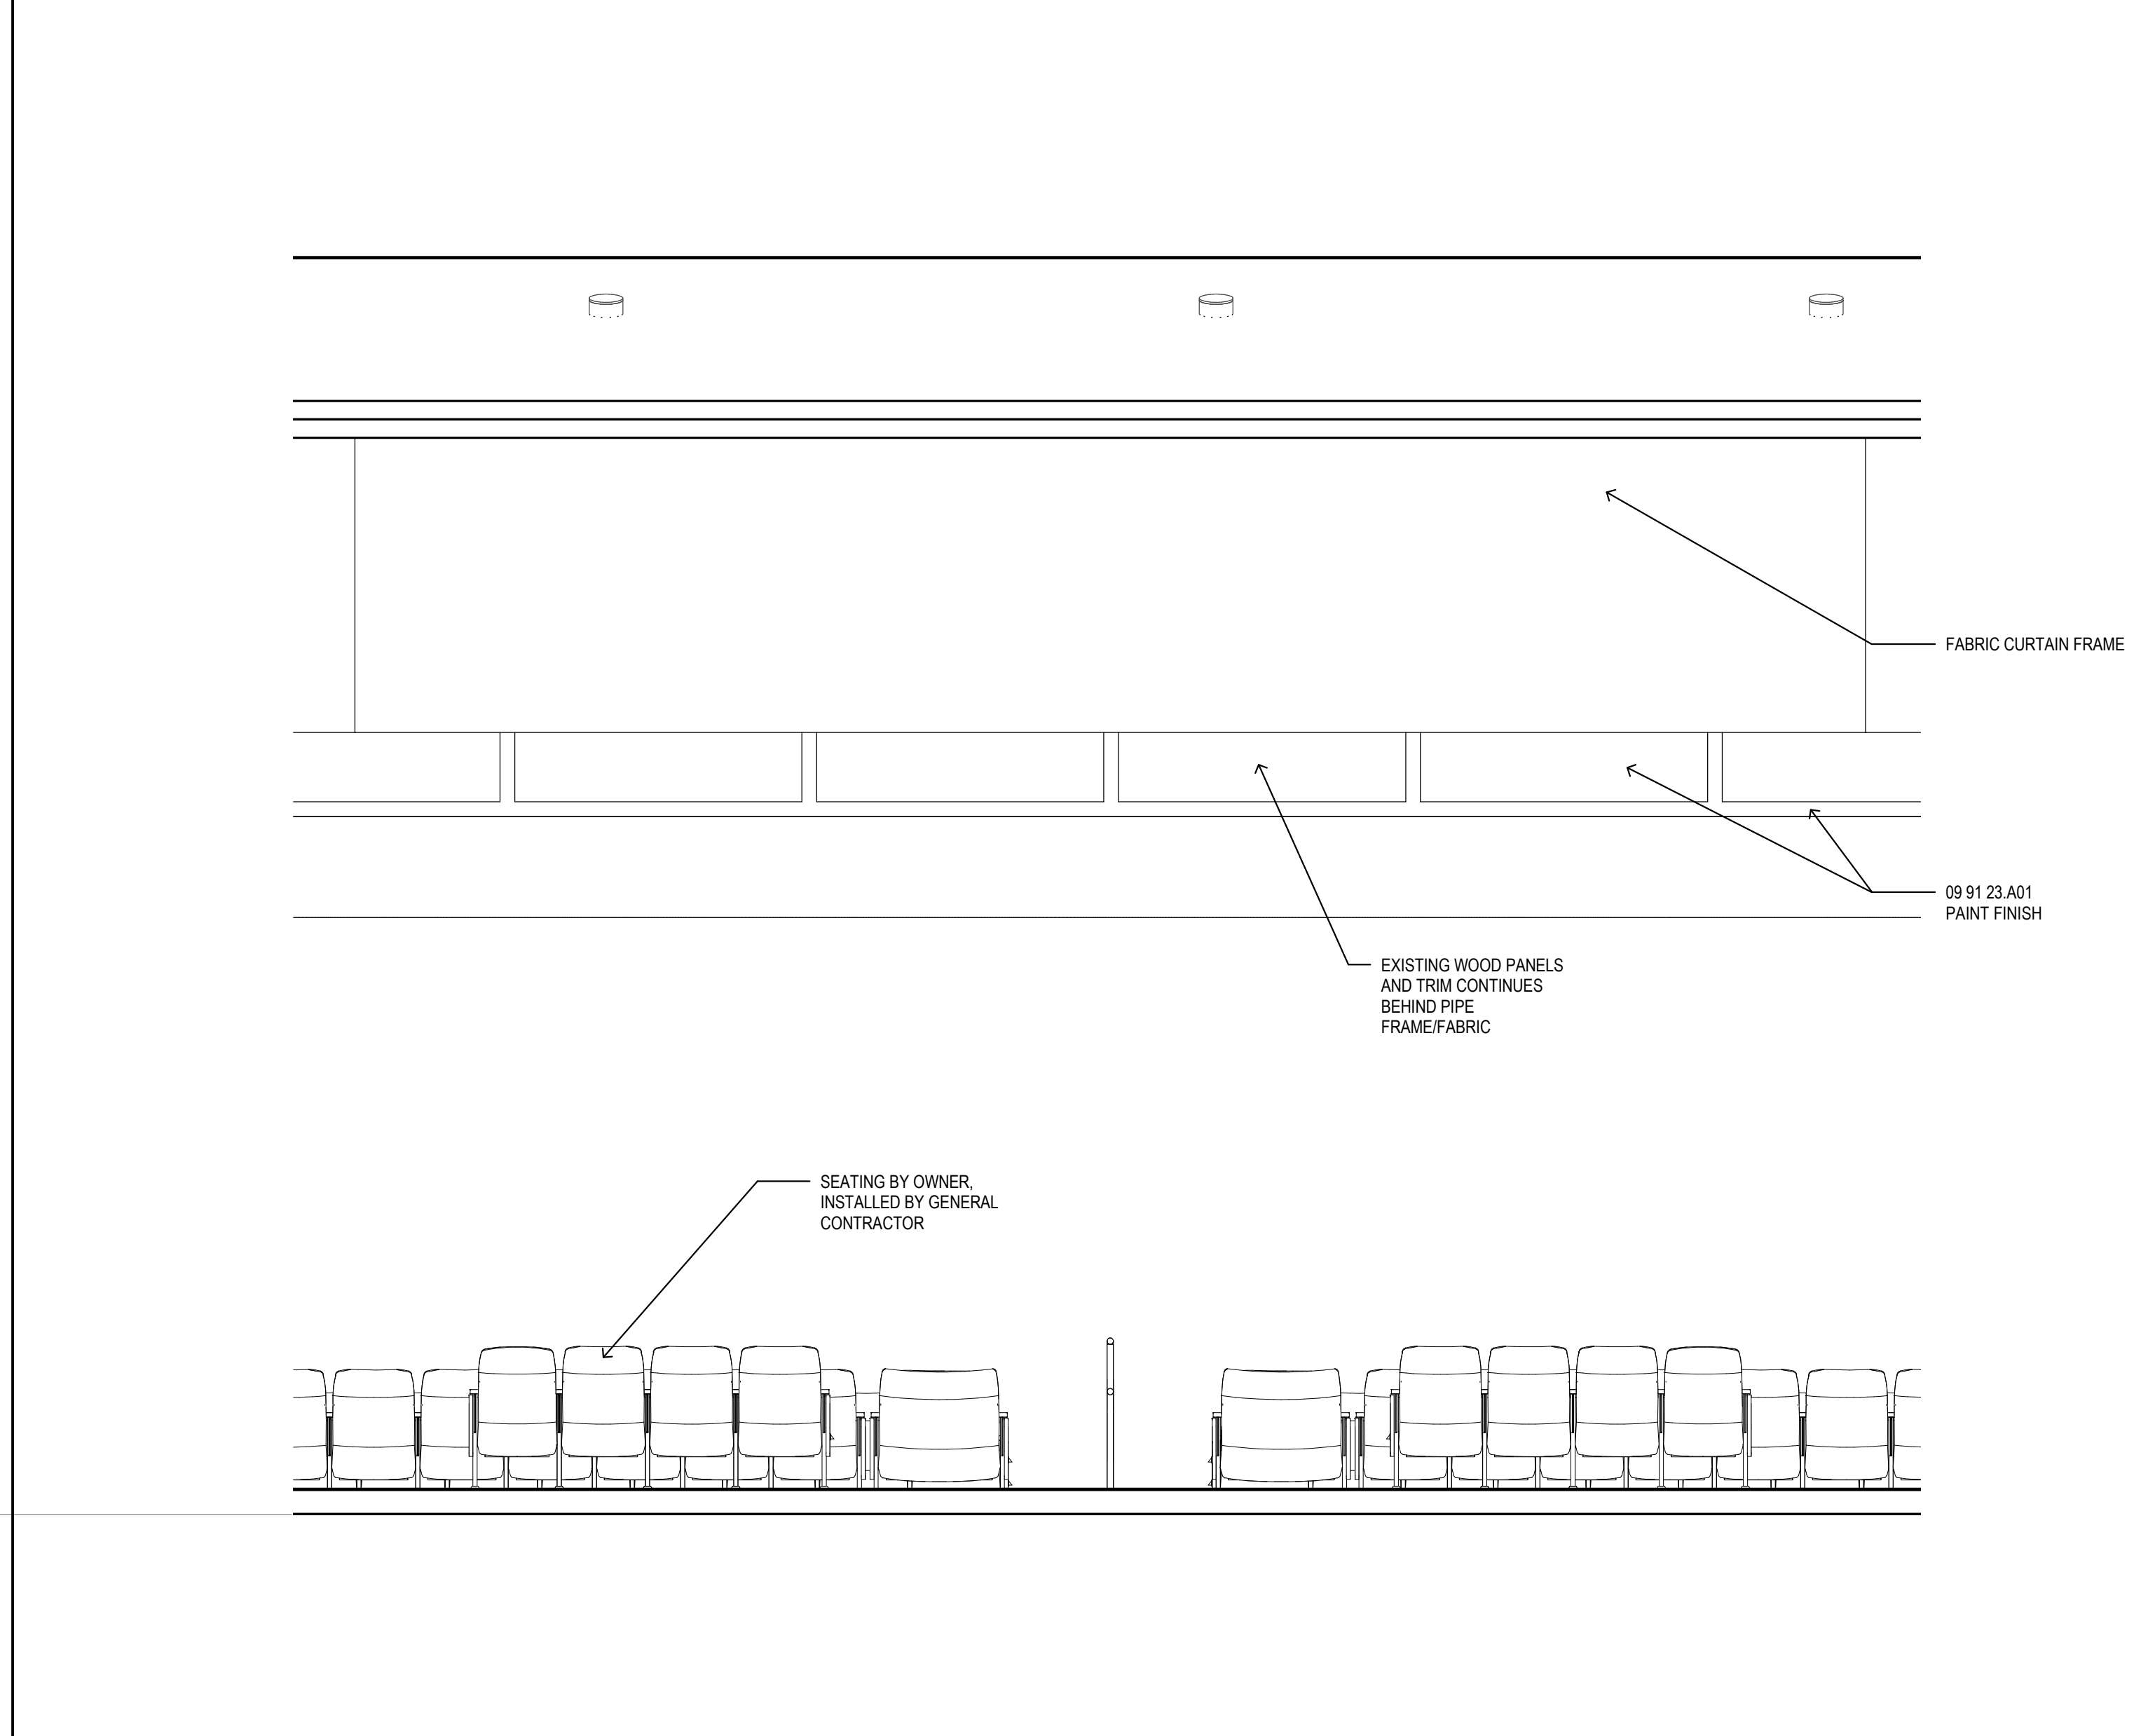 FABRIC CURTAIN FRAME
09 91 23.A01
PAINT FINISH
EXISTING WOOD PANELS
AND TRIM CONTINUES
BEHIND PIPE
FRAME/FABRIC
SEATING BY OWNER,
INSTALLED BY GENERAL
CONTRACTOR